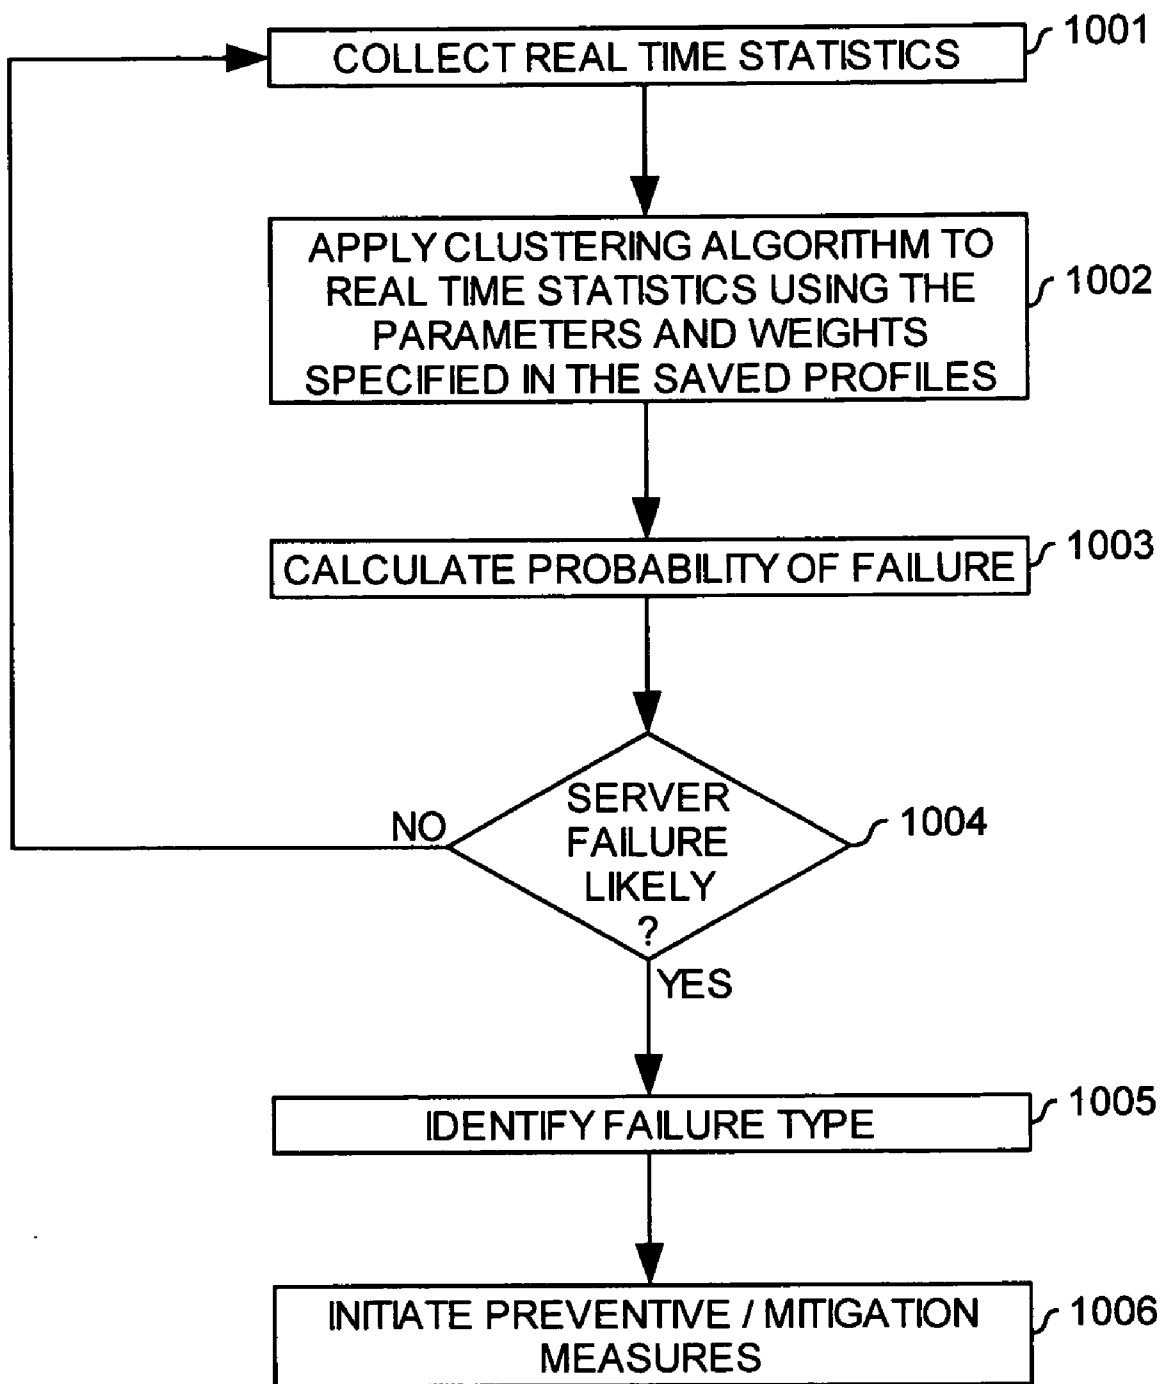 COLLECT REAL TIME STATISTICS
1001
APPLY CLUSTERING ALGORITHM TO
REAL TIME STATISTICS USING THE
PARAMETERS AND WEIGHTS
SPECIFIED IN THE SAVED PROFILES
1002
CALCULATE PROBABILITY OF FAILURE
1003
SERVER
FAILURE
LIKELY
?
1004
NO
YES
IDENTIFY FAILURE TYPE
1005
INITIATE PREVENTIVE / MITIGATION
MEASURES
1006